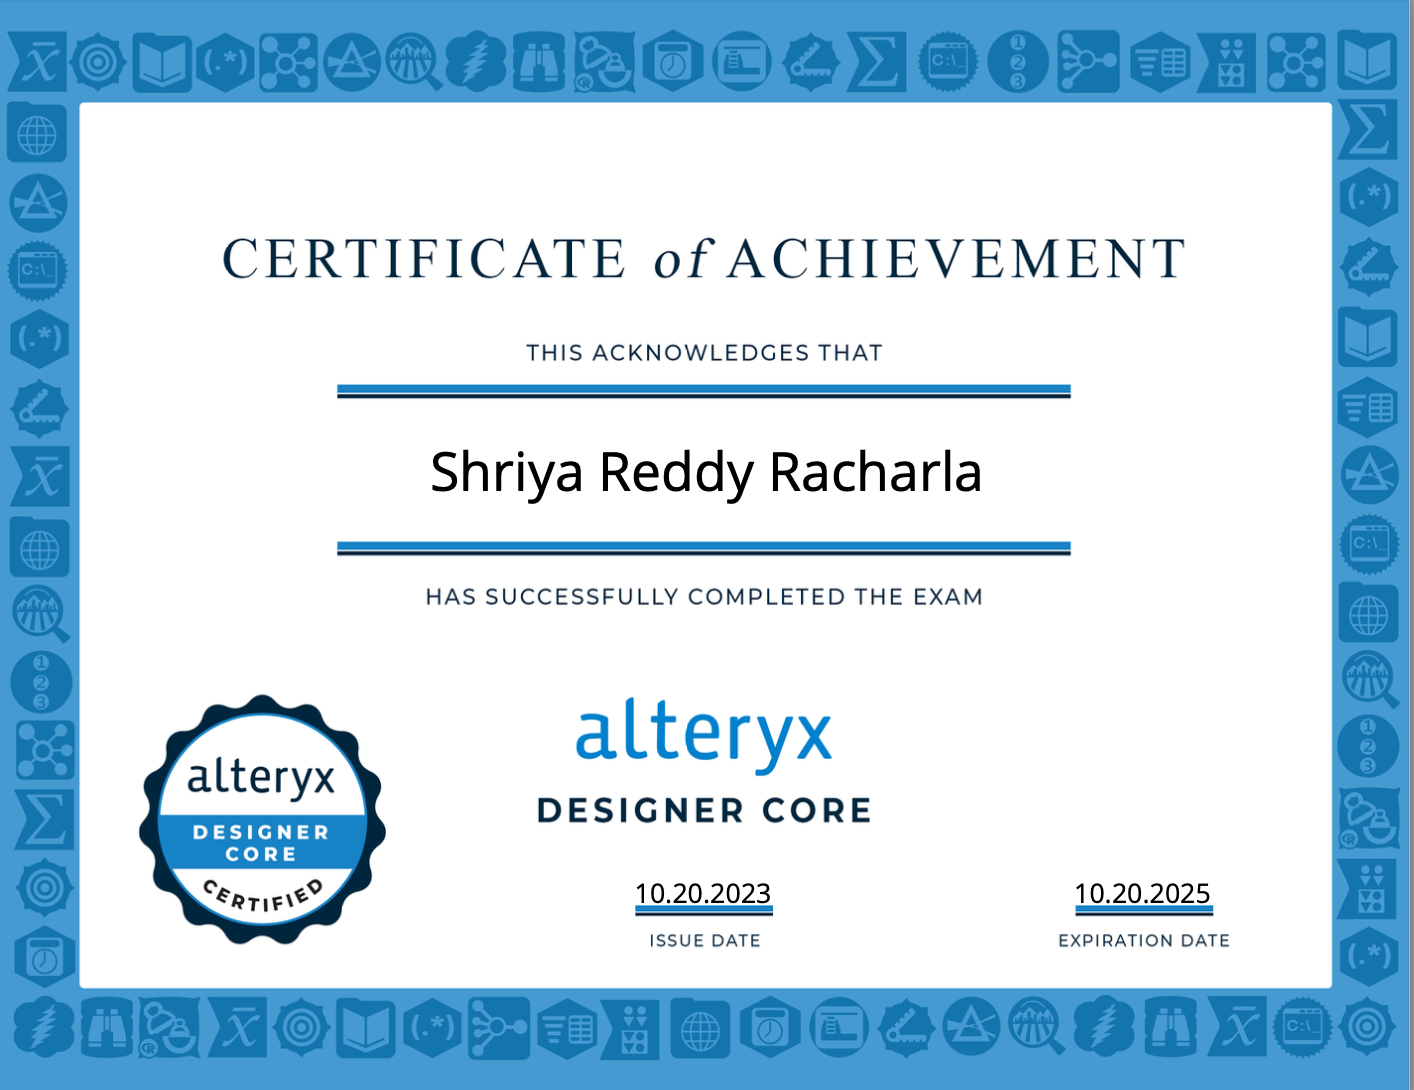 CERTIFICATE of ACHIEVEMENT
THIS ACKNOWLEDGES THAT
Shriya Reddy Racharla
HAS SUCCESSFULLY COMPLETED THE EXAM
alteryx
DESIGNER
CORE
CERTIFIED
alteryx
DESIGNER CORE
10.20.2023
ISSUE DATE
10.20.2025
EXPIRATION DATE